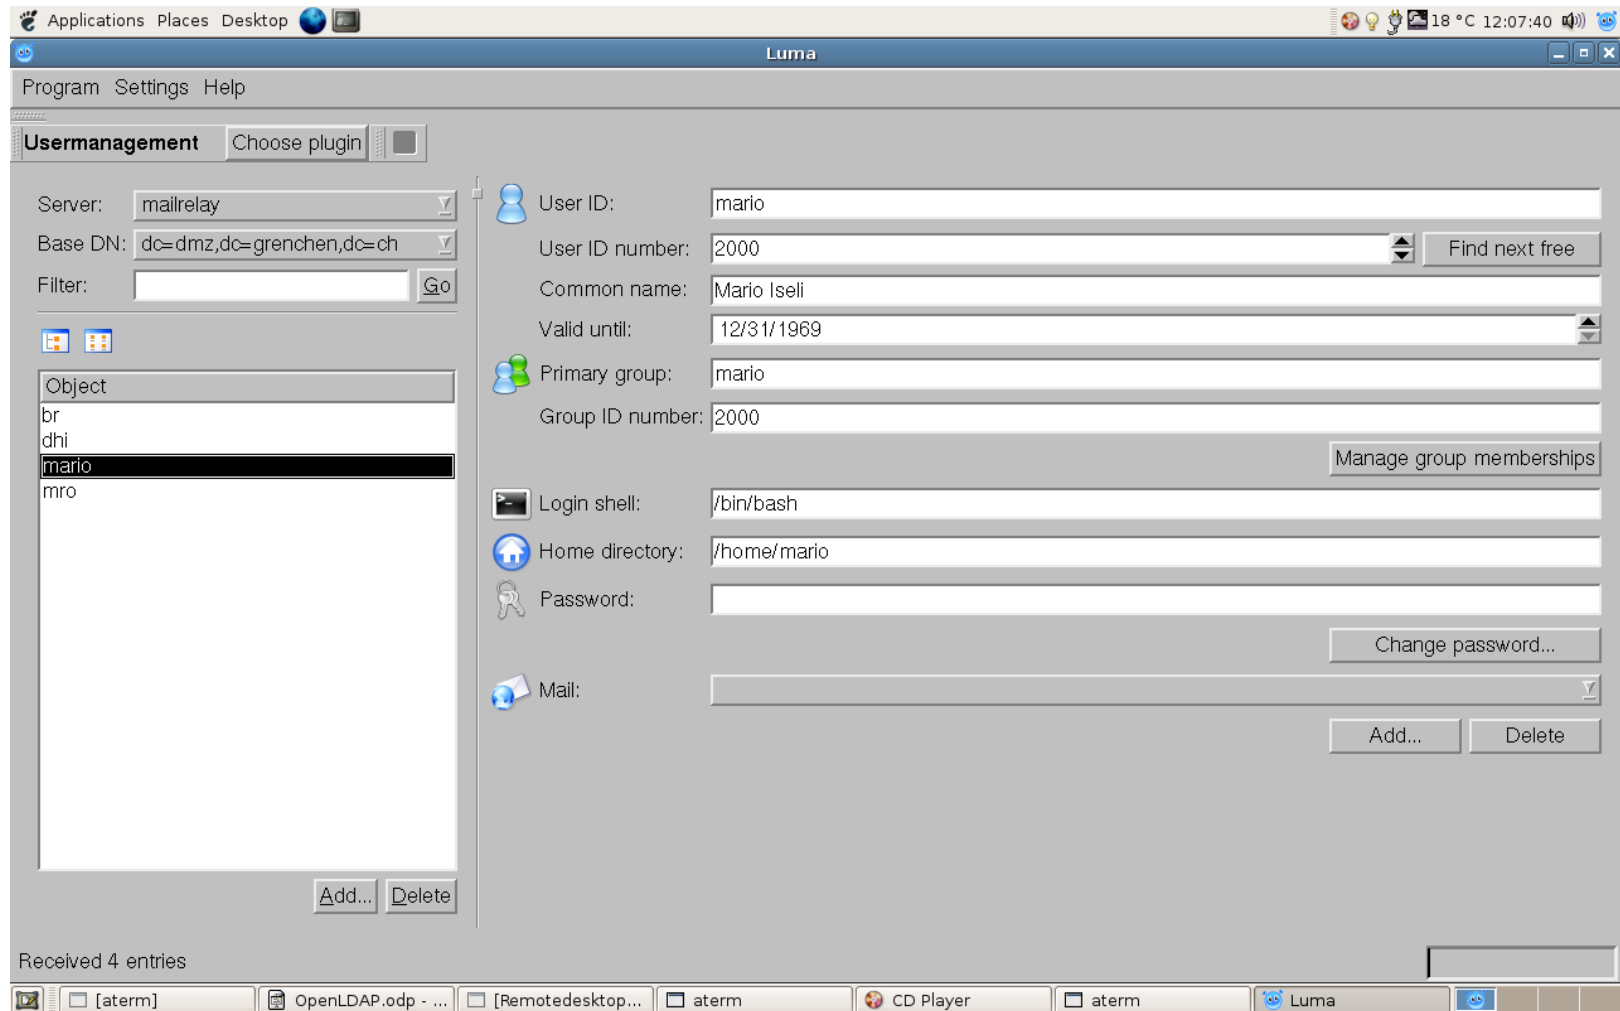 Applications Places Desktop 18 °C 12:07:40
Luma
Program Settings Help
Usermanagement Choose plugin
Server: mailrelay
Base DN: dc=dmz,dc=grenchen,dc=ch
Filter: Go
Object
br
dhi
mario
mro
Add... Delete
User ID: mario
User ID number: 2000 Find next free
Common name: Mario Iseli
Valid until: 12/31/1969
Primary group: mario
Group ID number: 2000
Manage group memberships
Login shell: /bin/bash
Home directory: /home/mario
Password:
Change password...
Mail:
Add... Delete
Received 4 entries
[aterm] OpenLDAP.odp - ... [Remotedesktop... aterm CD Player aterm Luma